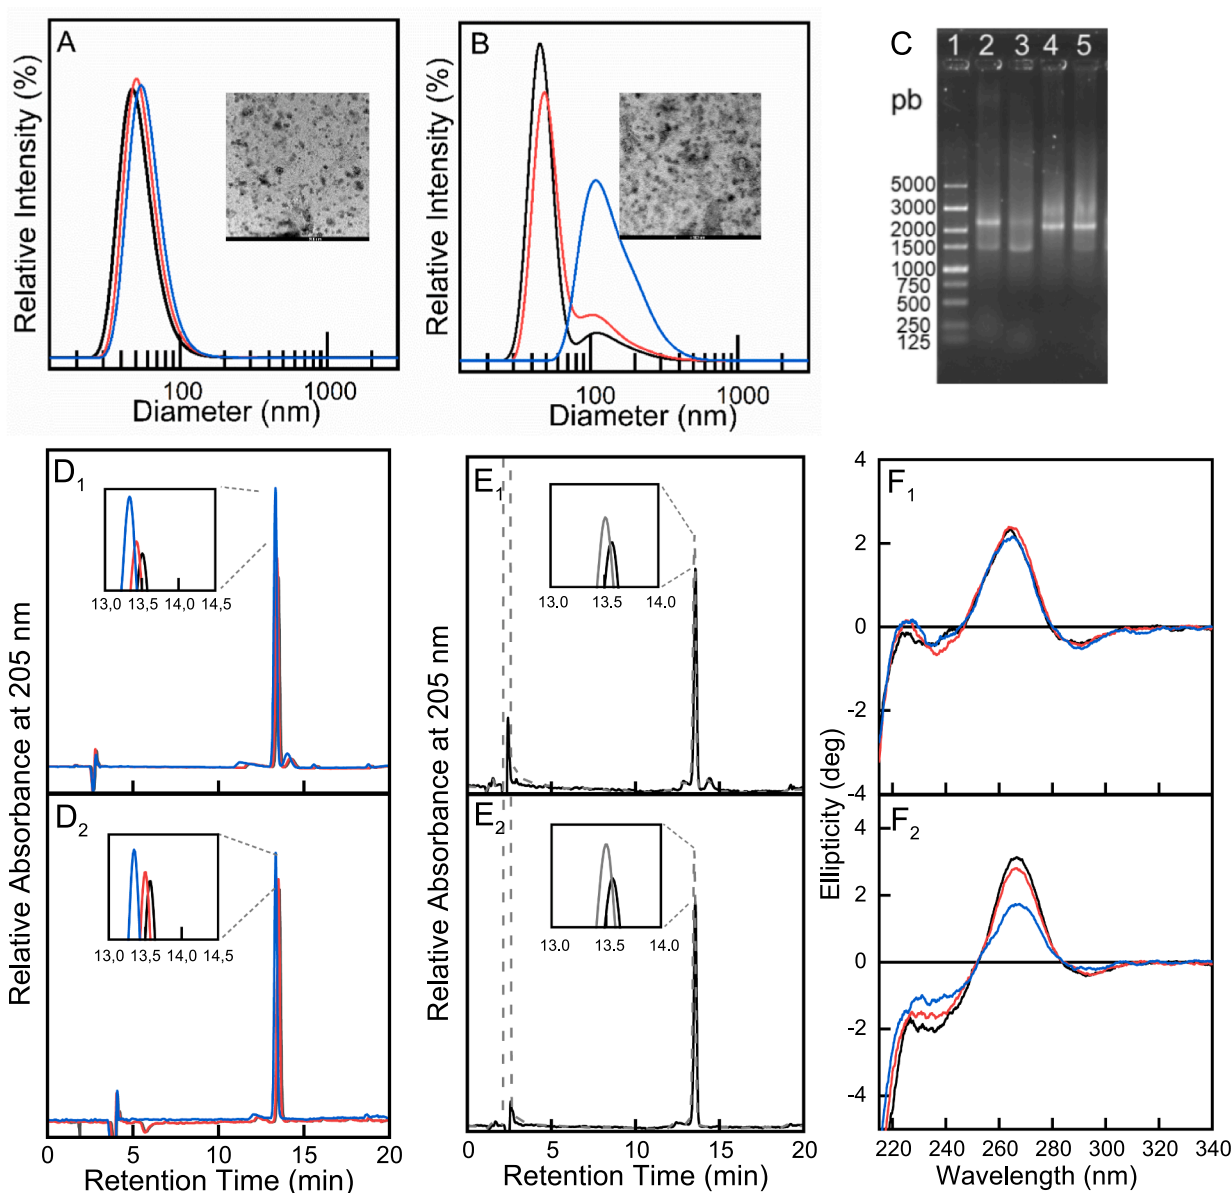 A
Relative Intensity (%)
100
1000
Diameter (nm)
B
Relative Intensity (%)
100
1000
Diameter (nm)
C
1 2 3 4 5
pb
5000
3000
2000
1500
1000
750
500
250
125
D1
13,0 13,5 14,0 14,5
D2
13,0 13,5 14,0 14,5
Relative Absorbance at 205 nm
0 5 10 15 20
Retention Time (min)
E1
13.0 13.5 14.0
E2
13.0 13.5 14.0
Relative Absorbance at 205 nm
0 5 10 15 20
Retention Time (min)
F1
4
2
0
-2
-4
F2
4
2
0
-2
-4
Ellipticity (deg)
220 260 280 300 320 340
Wavelength (nm)